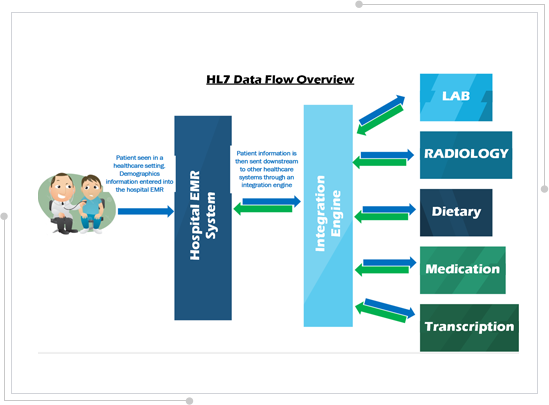 HL7 Data Flow Overview
Patient seen in a
healthcare setting.
Demographics
information entered into
the hospital EMR
Hospital EMR
System
Patient information is
then sent downstream
to other healthcare
systems through an
integration engine
Integration
Engine
LAB
RADIOLOGY
Dietary
Medication
Transcription